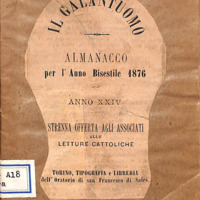 IL GALANTUOMO
ALMANACCO
per l'Anno Bisestile 1876
ANNO XXIV
STRENNA OFFERTA AGLI ASSOCIATI
ALLE
LETTURE CATTOLICHE
A18
TORINO, TIPOGRAFIA E LIBRERIA
dell'Oratorio di san Francesco di Sales